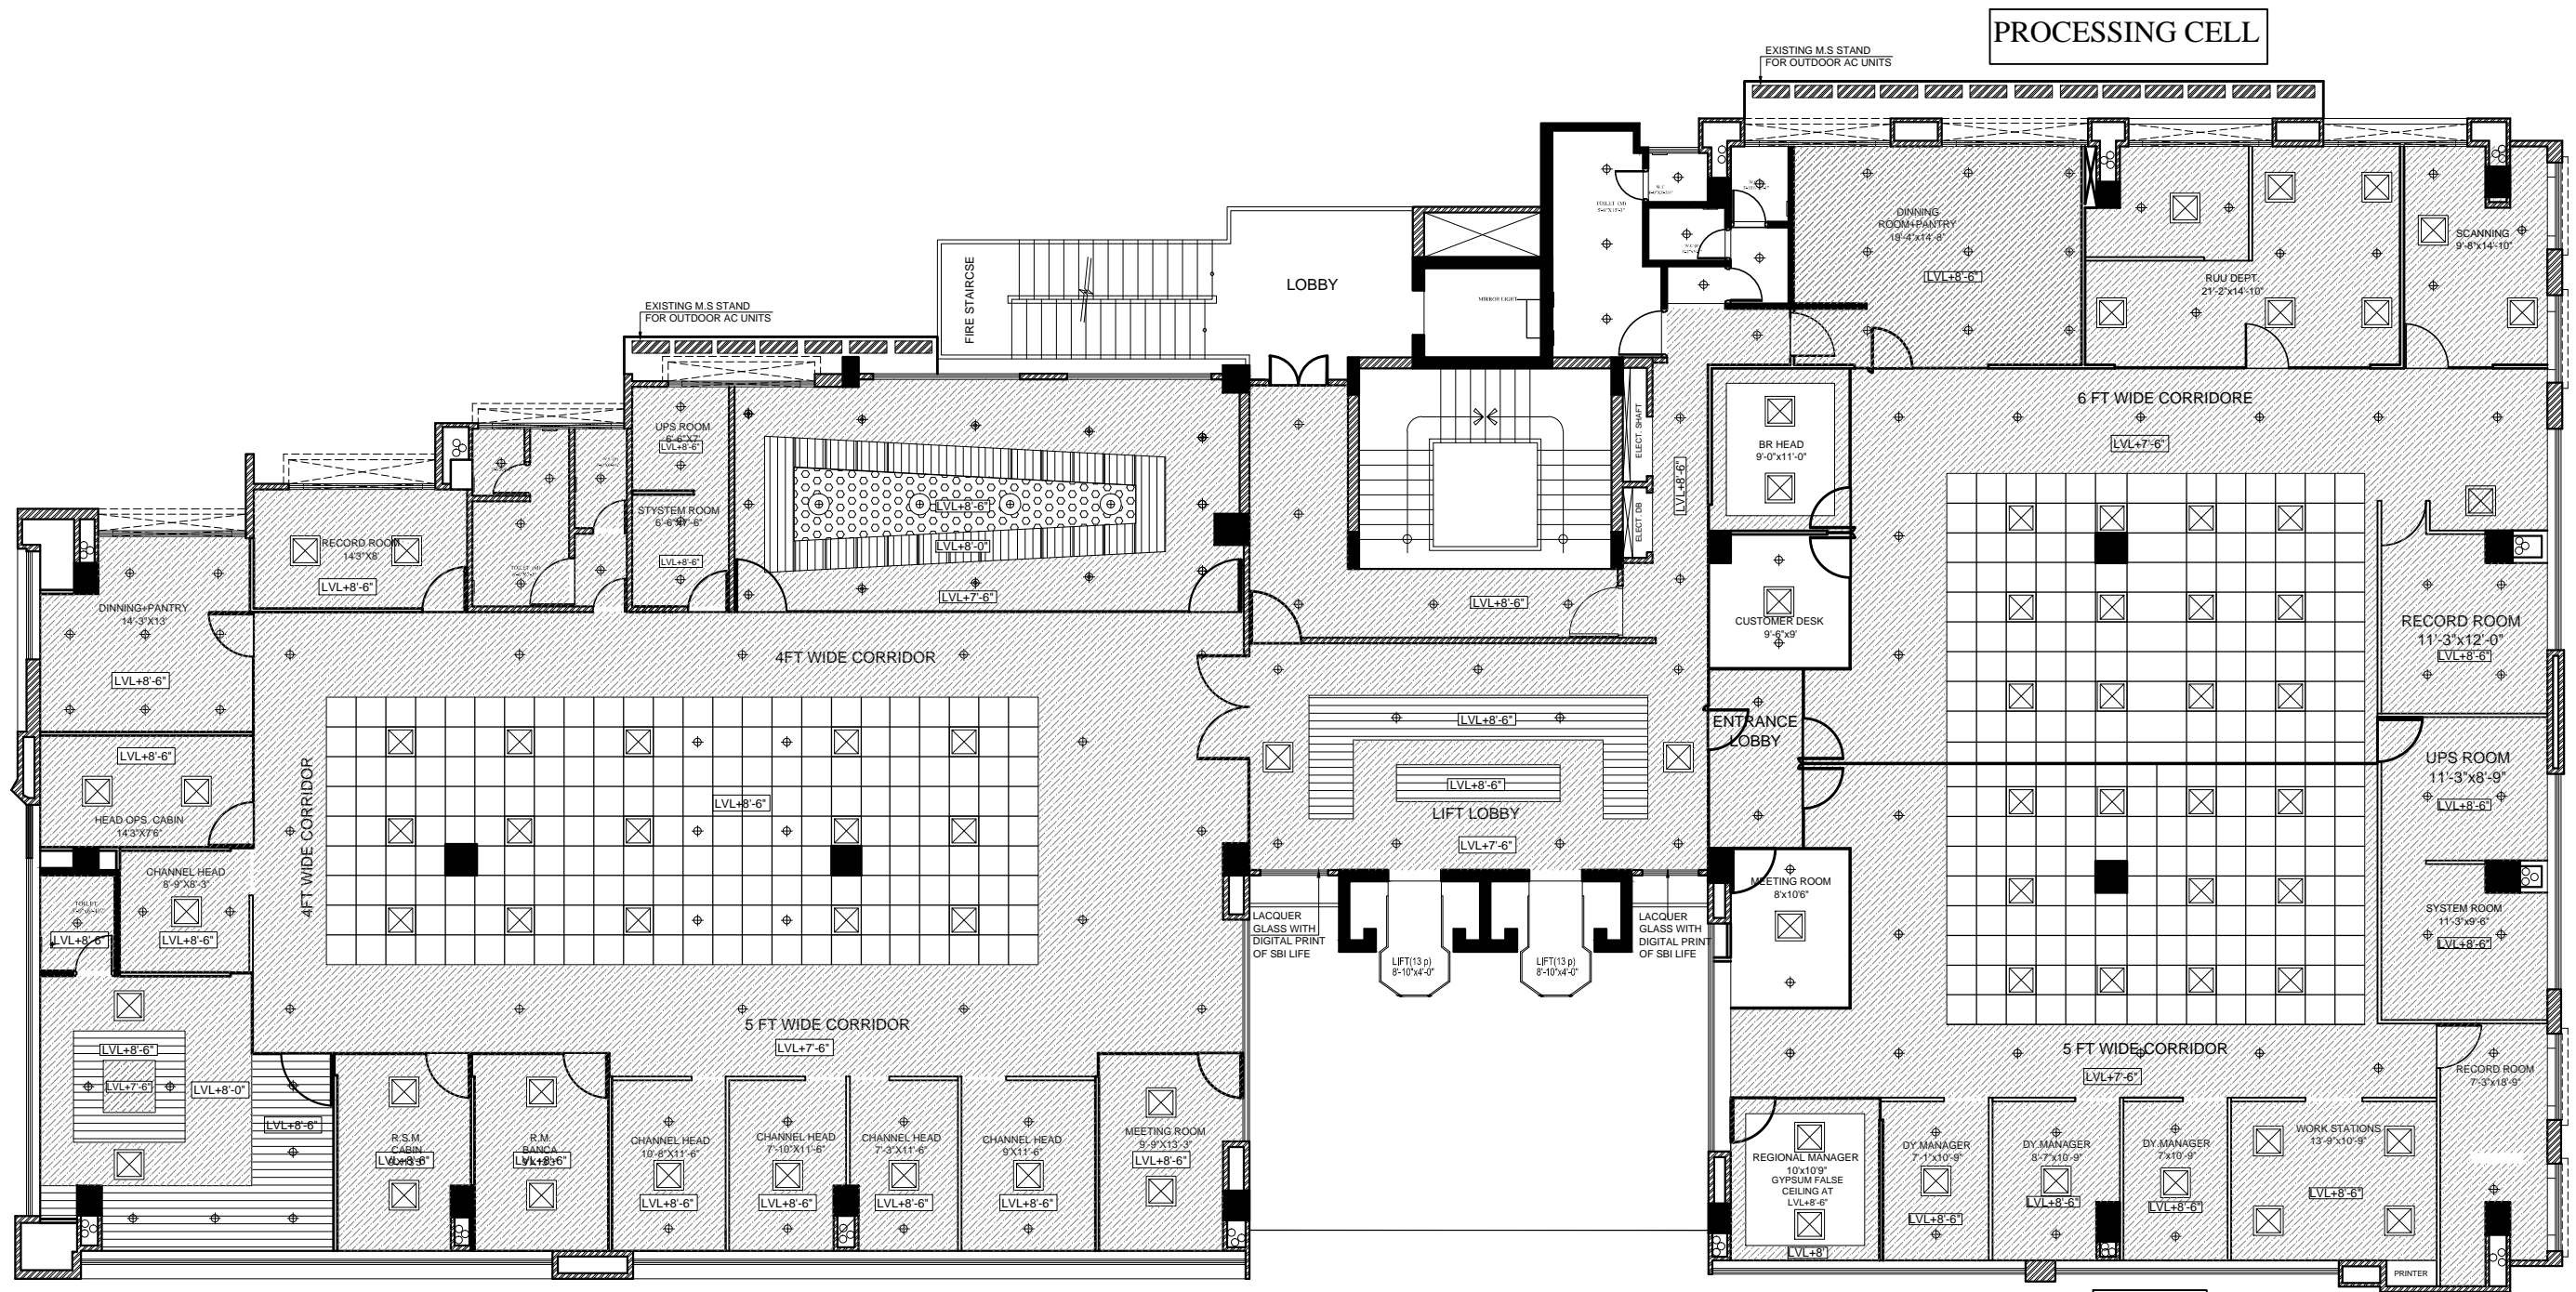 PROCESSING CELL
EXISTING M.S STAND
FOR OUTDOOR AC UNITS
EXISTING M.S STAND
FOR OUTDOOR AC UNITS
FIRE STAIRCSE
LOBBY
MIRROR LIGHT
TOILET (M)
DINNING
ROOM+PANTRY
19'-4"x14'-8"
LVL+8'-6"
RUU DEPT.
21'-2"x14'-10"
SCANNING
9'-8"x14'-10"
6 FT WIDE CORRIDORE
LVL+7'-6"
BR HEAD
9'-0"x11'-0"
ELECT. SHAFT
ELECT. DB
LVL+8'-6"
LVL+8'-6"
CUSTOMER DESK
9'-6"x9'
ENTRANCE
LOBBY
UPS ROOM
6'-6"X7'
LVL+8'-6"
STYSTEM ROOM
6'-6"X7'-6"
LVL+8'-6"
LVL+8'-6"
LVL+8'-0"
LVL+7'-6"
RECORD ROOM
14'3"X8'
LVL+8'-6"
TOILET (M)
DINNING+PANTRY
14'-3"X13'
LVL+8'-6"
4FT WIDE CORRIDOR
4FT WIDE CORRIDOR
LVL+8'-6"
LVL+8'-6"
HEAD OPS. CABIN
14'3"X7'6"
CHANNEL HEAD
8'-9"X8'-3"
LVL+8'-6"
TOILET
LVL+8'-6"
LVL+8'-6"
LVL+7'-6"
LVL+8'-0"
LVL+8'-6"
5 FT WIDE CORRIDOR
LVL+7'-6"
R.S.M.
CABIN
LVL+8'-6"
R.M.
BANCA
LVL+8'-6"
CHANNEL HEAD
10'-8"X11'-6"
LVL+8'-6"
CHANNEL HEAD
7'-10"X11'-6"
LVL+8'-6"
CHANNEL HEAD
7'-3"X11'-6"
LVL+8'-6"
CHANNEL HEAD
9'X11'-6"
LVL+8'-6"
MEETING ROOM
9'-9"X13'-3"
LVL+8'-6"
LVL+8'-6"
LVL+8'-6"
LIFT LOBBY
LVL+7'-6"
LACQUER
GLASS WITH
DIGITAL PRINT
OF SBI LIFE
LIFT(13 p)
8'-10"x4'-0"
LIFT(13 p)
8'-10"x4'-0"
LACQUER
GLASS WITH
DIGITAL PRINT
OF SBI LIFE
MEETING ROOM
8'x10'6"
RECORD ROOM
11'-3"x12'-0"
LVL+8'-6"
UPS ROOM
11'-3"x8'-9"
LVL+8'-6"
SYSTEM ROOM
11'-3"x9'-6"
LVL+8'-6"
5 FT WIDE CORRIDOR
LVL+7'-6"
RECORD ROOM
7'-3"x18'-9"
REGIONAL MANAGER
10'x10'9"
GYPSUM FALSE
CEILING AT
LVL+8'-6"
LVL+8'
DY.MANAGER
7'-1"x10'-9"
LVL+8'-6"
DY.MANAGER
8'-7"x10'-9"
LVL+8'-6"
DY.MANAGER
7'x10'-9"
LVL+8'-6"
WORK STATIONS
13'-9"x10'-9"
LVL+8'-6"
PRINTER